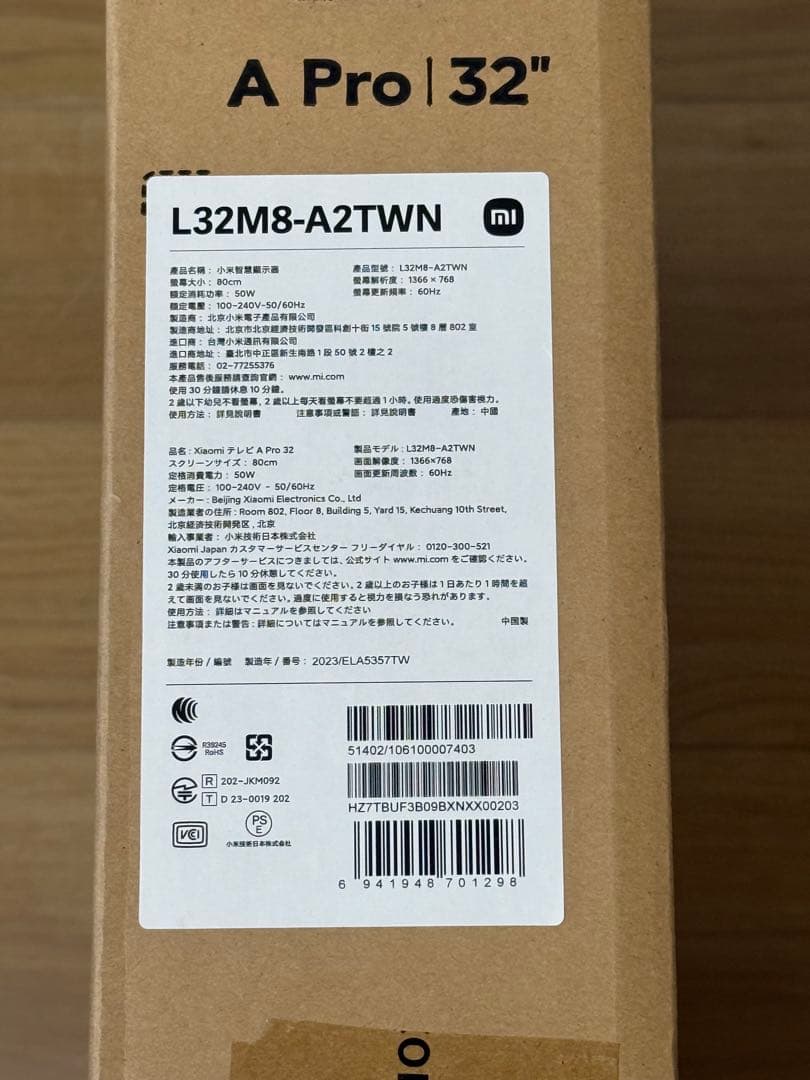 A Pro | 32"
L32M8-A2TWN
mi
產品名稱：小米智慧顯示器 產品型號：L32M8-A2TWN
螢幕大小：80cm 螢幕解析度：1366 × 768
額定消耗功率：50W 螢幕更新頻率：60Hz
額定電壓：100-240V~50/60Hz
製造商：北京小米電子產品有限公司
製造商地址：北京市北京經濟技術開發區科創十街 15 號院 5 號樓 8 層 802 室
進口商：台灣小米通訊有限公司
進口商地址：臺北市中正區新生南路 1 段 50 號 2 樓之 2
服務電話：02-77255376
本產品售後服務請查詢官網：www.mi.com
使用 30 分鐘請休息 10 分鐘。
2 歲以下幼兒不看螢幕，2 歲以上每天看螢幕不要超過 1 小時。使用過度恐傷害視力。
使用方法：詳見說明書 注意事項或警語：詳見說明書 產地：中國
品名：Xiaomi テレビ A Pro 32 製品モデル：L32M8-A2TWN
スクリーンサイズ：80cm 画面解像度：1366×768
定格消費電力：50W 画面更新周波数：60Hz
定格電圧：100-240V ~ 50/60Hz
メーカー：Beijing Xiaomi Electronics Co., Ltd
製造業者の住所：Room 802, Floor 8, Building 5, Yard 15, Kechuang 10th Street,
北京経済技術開発区，北京
輸入事業者：小米技術日本株式会社
Xiaomi Japan カスタマーサービスセンター フリーダイヤル：0120-300-521
本製品のアフターサービスにつきましては、公式サイト www.mi.com をご確認ください。
30 分使用したら 10 分休憩してください。
2 歳未満のお子様は画面を見ないでください。2 歳以上のお子様は 1 日あたり 1 時間を超
えて画面を見ないでください。過度に使用すると視力を損なう恐れがあります。
使用方法：詳細はマニュアルを参照してください
注意事項または警告：詳細についてはマニュアルを参照してください。 中国製
製造年份 / 編號 製造年 / 番号：2023/ELA5357TW
R39245
RoHS
R 202-JKM092
T D 23-0019 202
VCCI
PS
E
小米技術日本株式会社
51402/106100007403
HZ7TBUF3B09BXNXX00203
6 941948 701298